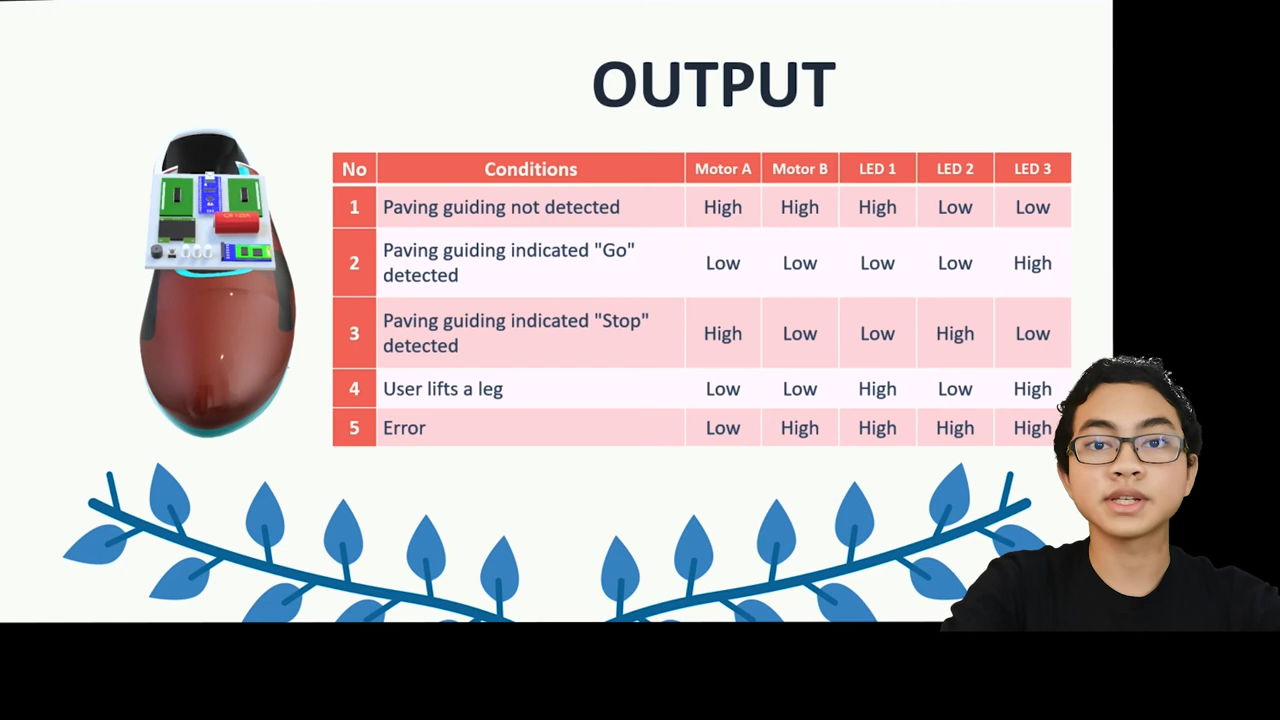 OUTPUT
No Conditions Motor A Motor B LED 1 LED 2 LED 3
1 Paving guiding not detected High High High Low Low
2 Paving guiding indicated "Go"
detected Low Low Low Low High
3 Paving guiding indicated "Stop"
detected High Low Low High Low
4 User lifts a leg Low Low High Low High
5 Error Low High High High High